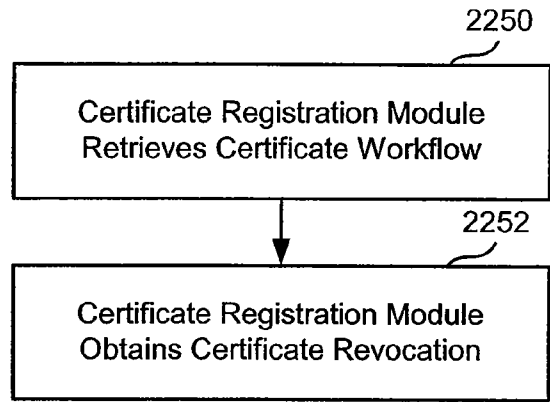 2250
Certificate Registration Module
Retrieves Certificate Workflow
2252
Certificate Registration Module
Obtains Certificate Revocation